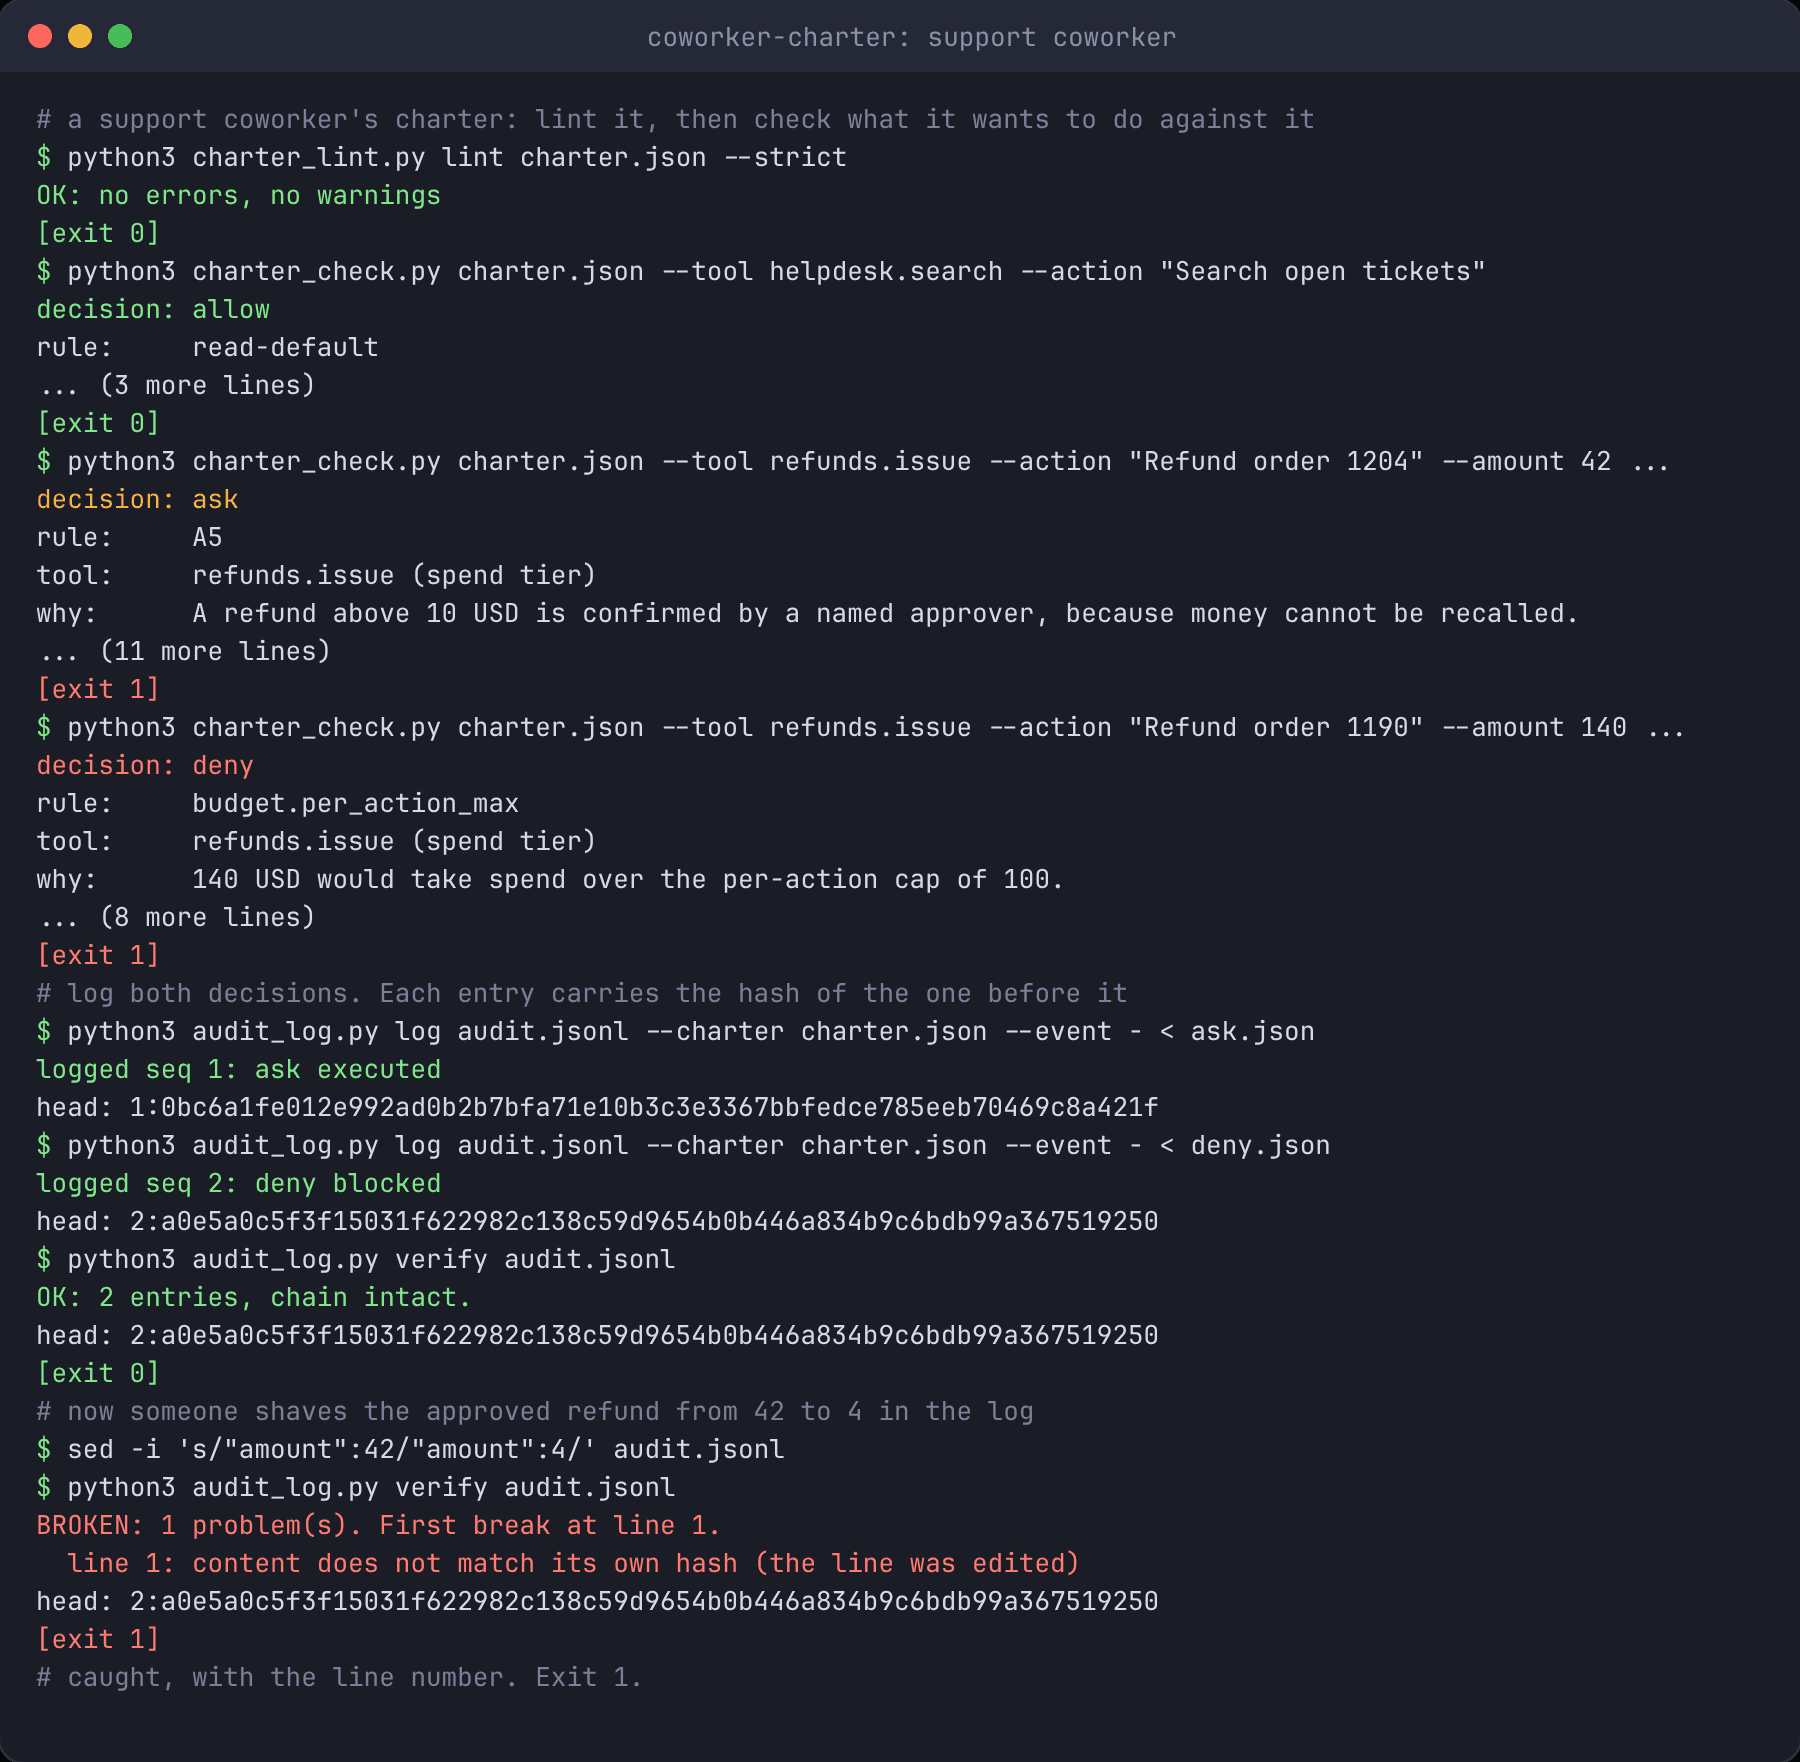 coworker-charter: support coworker
# a support coworker's charter: lint it, then check what it wants to do against it
$ python3 charter_lint.py lint charter.json --strict
OK: no errors, no warnings
[exit 0]
$ python3 charter_check.py charter.json --tool helpdesk.search --action "Search open tickets"
decision: allow
rule:     read-default
... (3 more lines)
[exit 0]
$ python3 charter_check.py charter.json --tool refunds.issue --action "Refund order 1204" --amount 42 ...
decision: ask
rule:     A5
tool:     refunds.issue (spend tier)
why:      A refund above 10 USD is confirmed by a named approver, because money cannot be recalled.
... (11 more lines)
[exit 1]
$ python3 charter_check.py charter.json --tool refunds.issue --action "Refund order 1190" --amount 140 ...
decision: deny
rule:     budget.per_action_max
tool:     refunds.issue (spend tier)
why:      140 USD would take spend over the per-action cap of 100.
... (8 more lines)
[exit 1]
# log both decisions. Each entry carries the hash of the one before it
$ python3 audit_log.py log audit.jsonl --charter charter.json --event - < ask.json
logged seq 1: ask executed
head: 1:0bc6a1fe012e992ad0b2b7bfa71e10b3c3e3367bbfedce785eeb70469c8a421f
$ python3 audit_log.py log audit.jsonl --charter charter.json --event - < deny.json
logged seq 2: deny blocked
head: 2:a0e5a0c5f3f15031f622982c138c59d9654b0b446a834b9c6bdb99a367519250
$ python3 audit_log.py verify audit.jsonl
OK: 2 entries, chain intact.
head: 2:a0e5a0c5f3f15031f622982c138c59d9654b0b446a834b9c6bdb99a367519250
[exit 0]
# now someone shaves the approved refund from 42 to 4 in the log
$ sed -i 's/"amount":42/"amount":4/' audit.jsonl
$ python3 audit_log.py verify audit.jsonl
BROKEN: 1 problem(s). First break at line 1.
  line 1: content does not match its own hash (the line was edited)
head: 2:a0e5a0c5f3f15031f622982c138c59d9654b0b446a834b9c6bdb99a367519250
[exit 1]
# caught, with the line number. Exit 1.